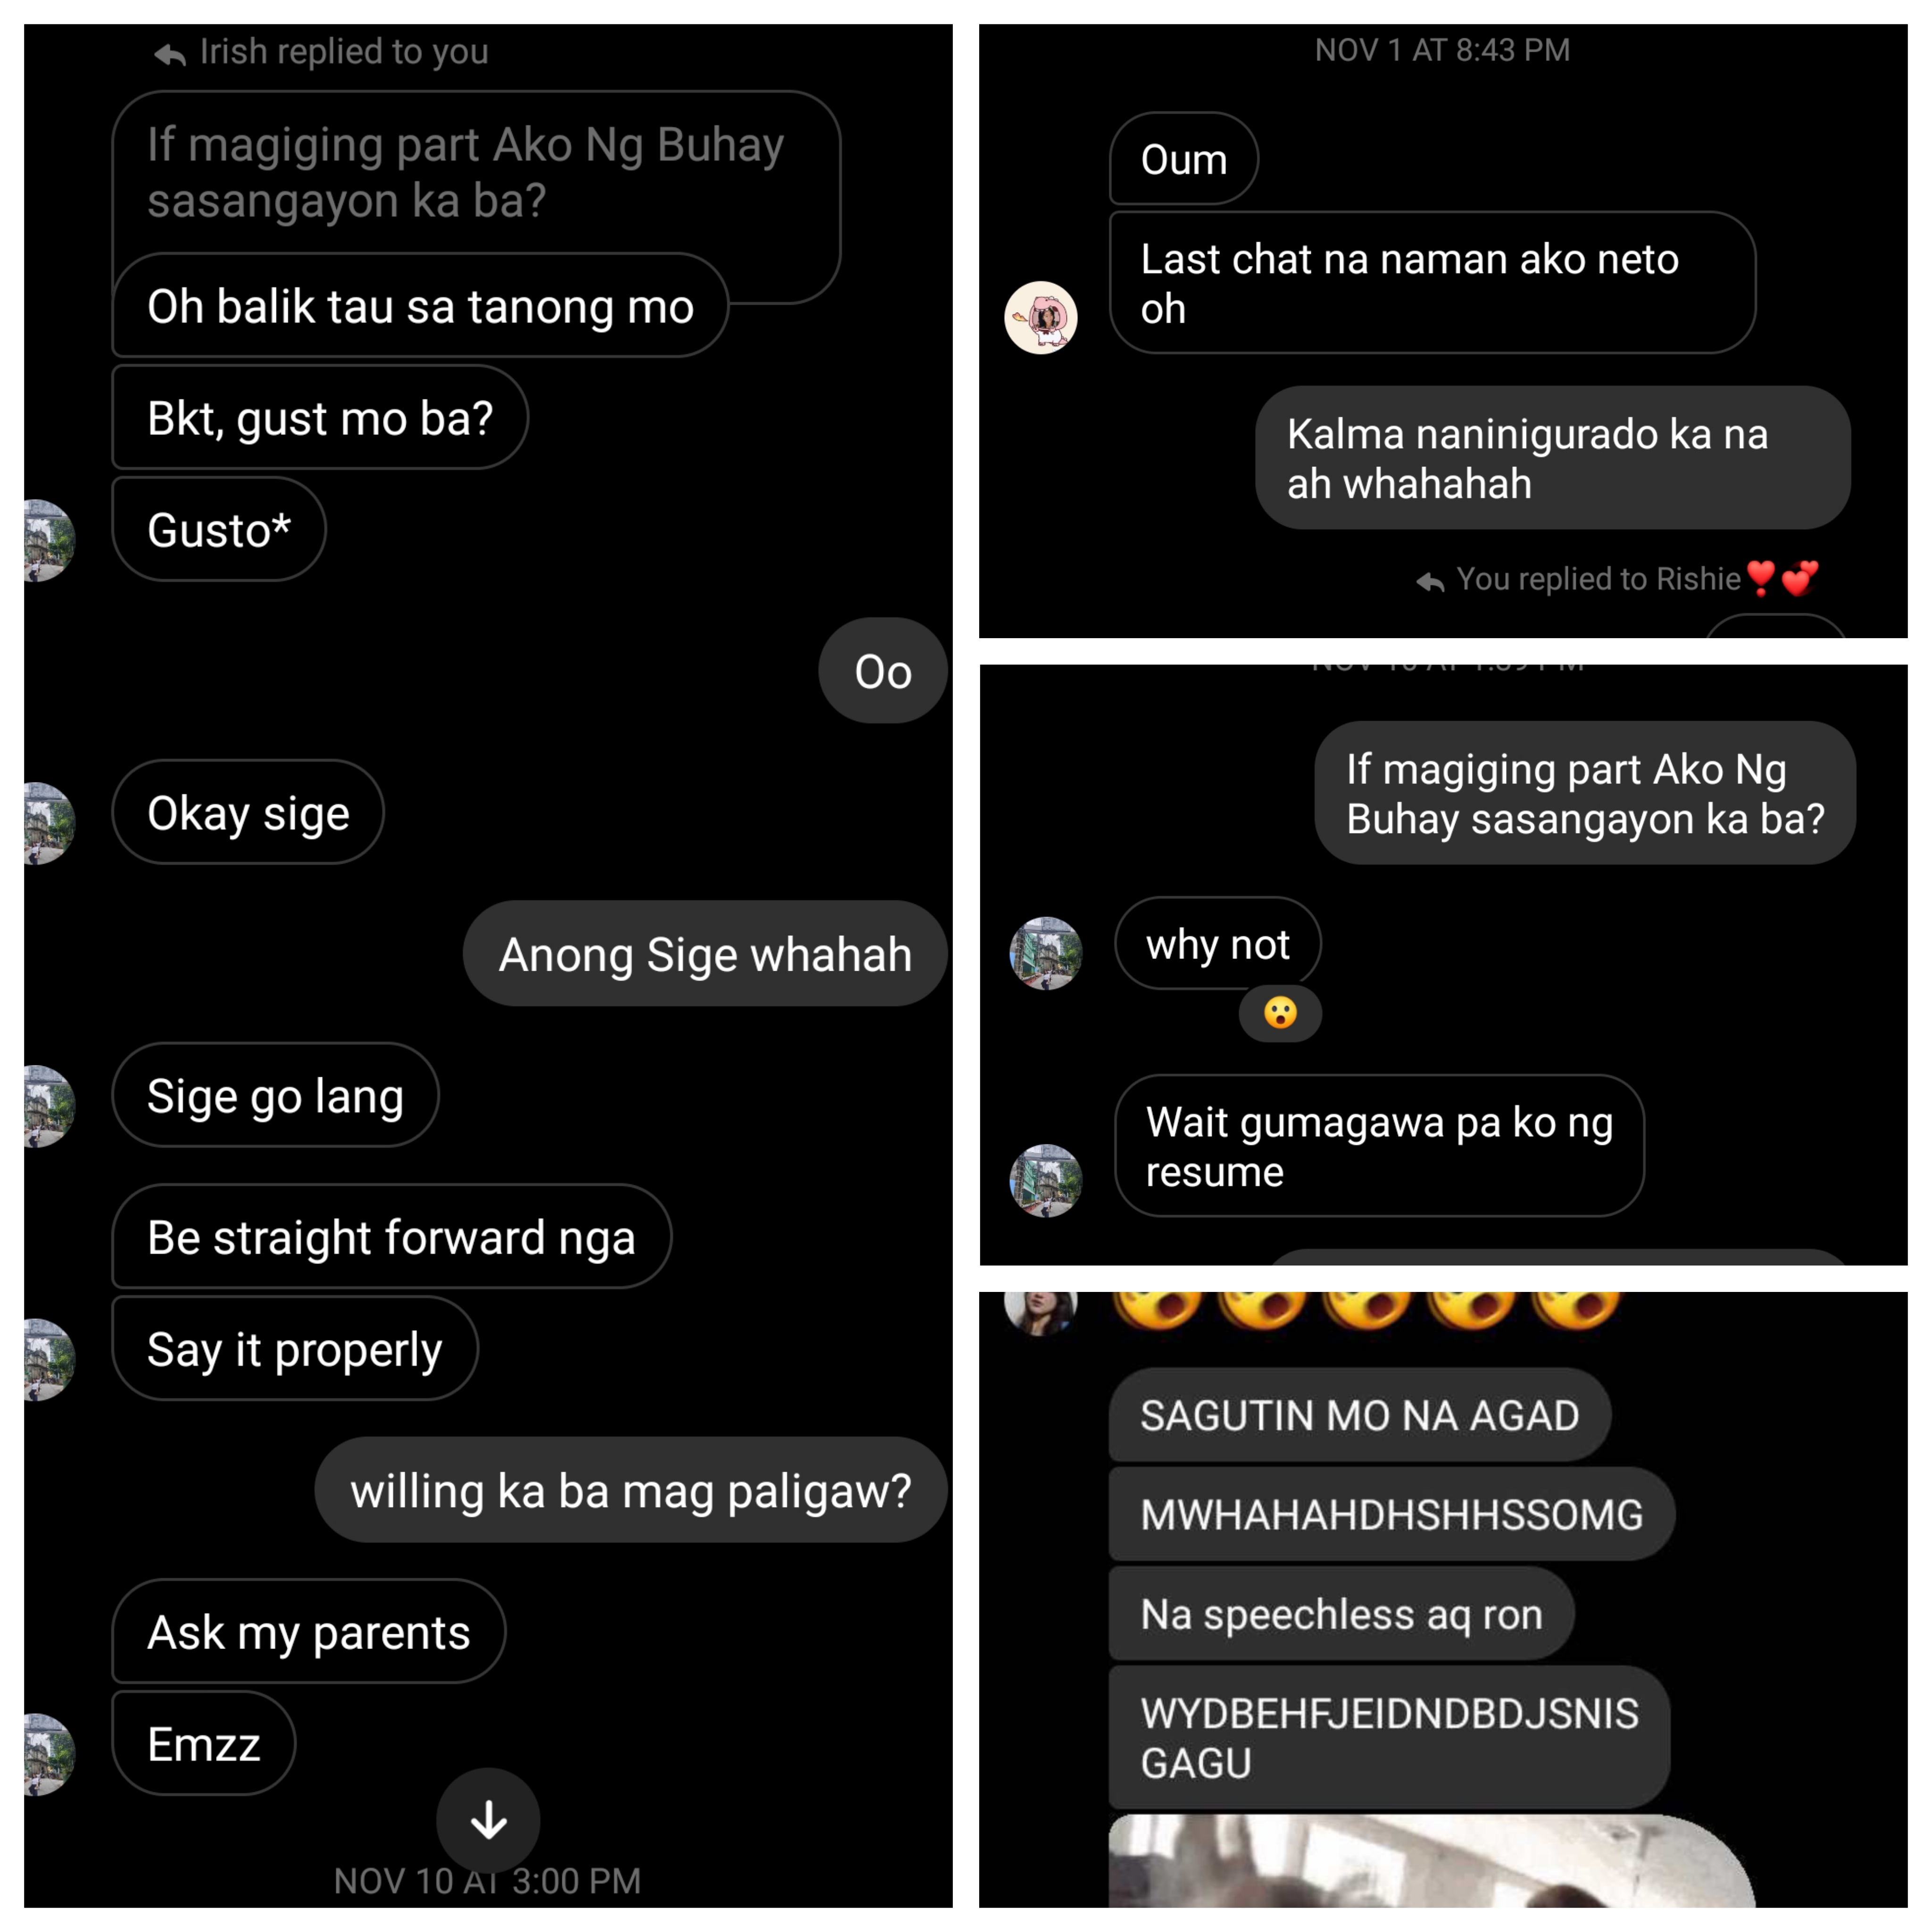 Irish replied to you
If magiging part Ako Ng Buhay
sasangayon ka ba?
Oh balik tau sa tanong mo
Bkt, gust mo ba?
Gusto*
Oo
Okay sige
Anong Sige whahah
Sige go lang
Be straight forward nga
Say it properly
willing ka ba mag paligaw?
Ask my parents
Emzz
NOV 10 AT 3:00 PM
NOV 1 AT 8:43 PM
Oum
Last chat na naman ako neto
oh
Kalma naninigurado ka na
ah whahahah
You replied to Rishie❣️💕
If magiging part Ako Ng
Buhay sasangayon ka ba?
why not
😮
Wait gumagawa pa ko ng
resume
SAGUTIN MO NA AGAD
MWHAHAHDHSHHSSOMG
Na speechless aq ron
WYDBEHFJEIDNDBDJSNIS
GAGU